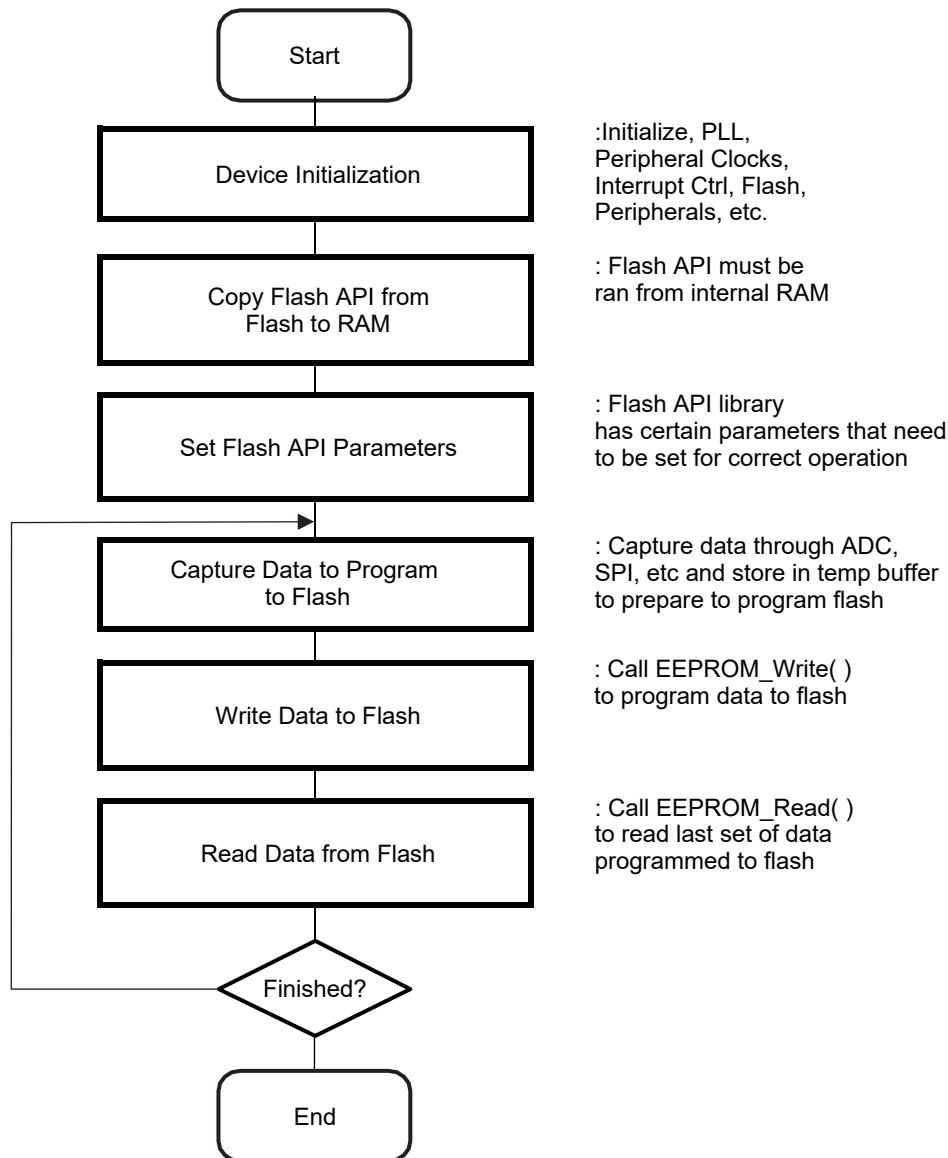 Start
Device Initialization
:Initialize, PLL,
Peripheral Clocks,
Interrupt Ctrl, Flash,
Peripherals, etc.
Copy Flash API from
Flash to RAM
: Flash API must be
ran from internal RAM
Set Flash API Parameters
: Flash API library
has certain parameters that need
to be set for correct operation
Capture Data to Program
to Flash
: Capture data through ADC,
SPI, etc and store in temp buffer
to prepare to program flash
Write Data to Flash
: Call EEPROM_Write( )
to program data to flash
Read Data from Flash
: Call EEPROM_Read( )
to read last set of data
programmed to flash
Finished?
End